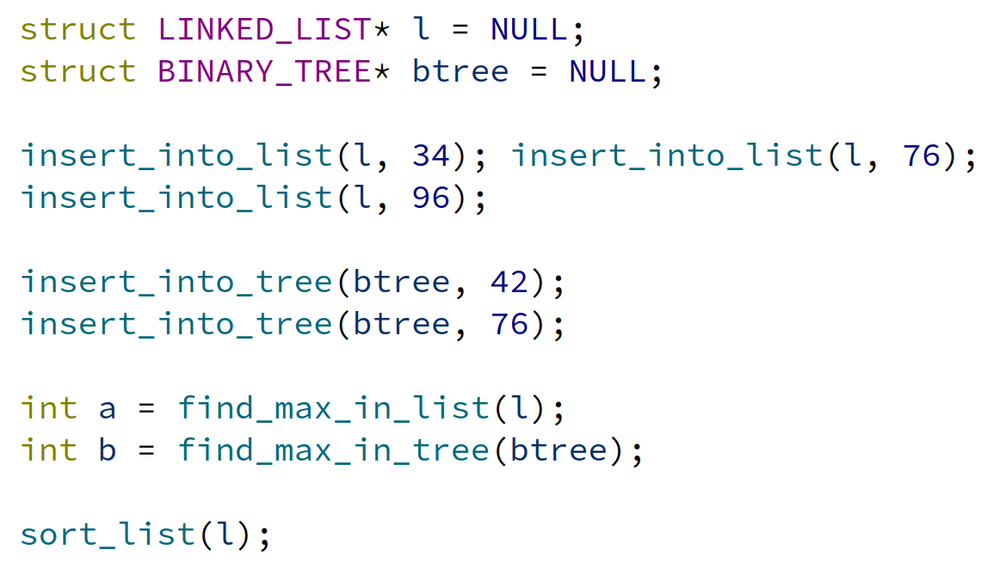 struct LINKED_LIST* l = NULL;
struct BINARY_TREE* btree = NULL;
insert_into_list(l, 34); insert_into_list(l, 76);
insert_into_list(l, 96);
insert_into_tree(btree, 42);
insert_into_tree(btree, 76);
int a = find_max_in_list(l);
int b = find_max_in_tree(btree);
sort_list(l);